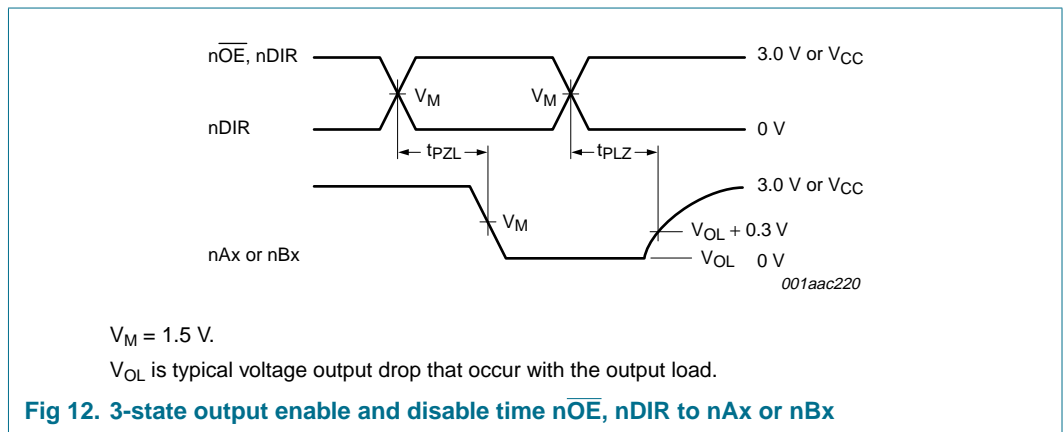 nO̅E̅, nDIR
3.0 V or VCC
VM
VM
nDIR
0 V
tPZL
tPLZ
3.0 V or VCC
VM
VOL + 0.3 V
nAx or nBx
VOL 0 V
001aac220
VM = 1.5 V.
VOL is typical voltage output drop that occur with the output load.
Fig 12. 3-state output enable and disable time nO̅E̅, nDIR to nAx or nBx